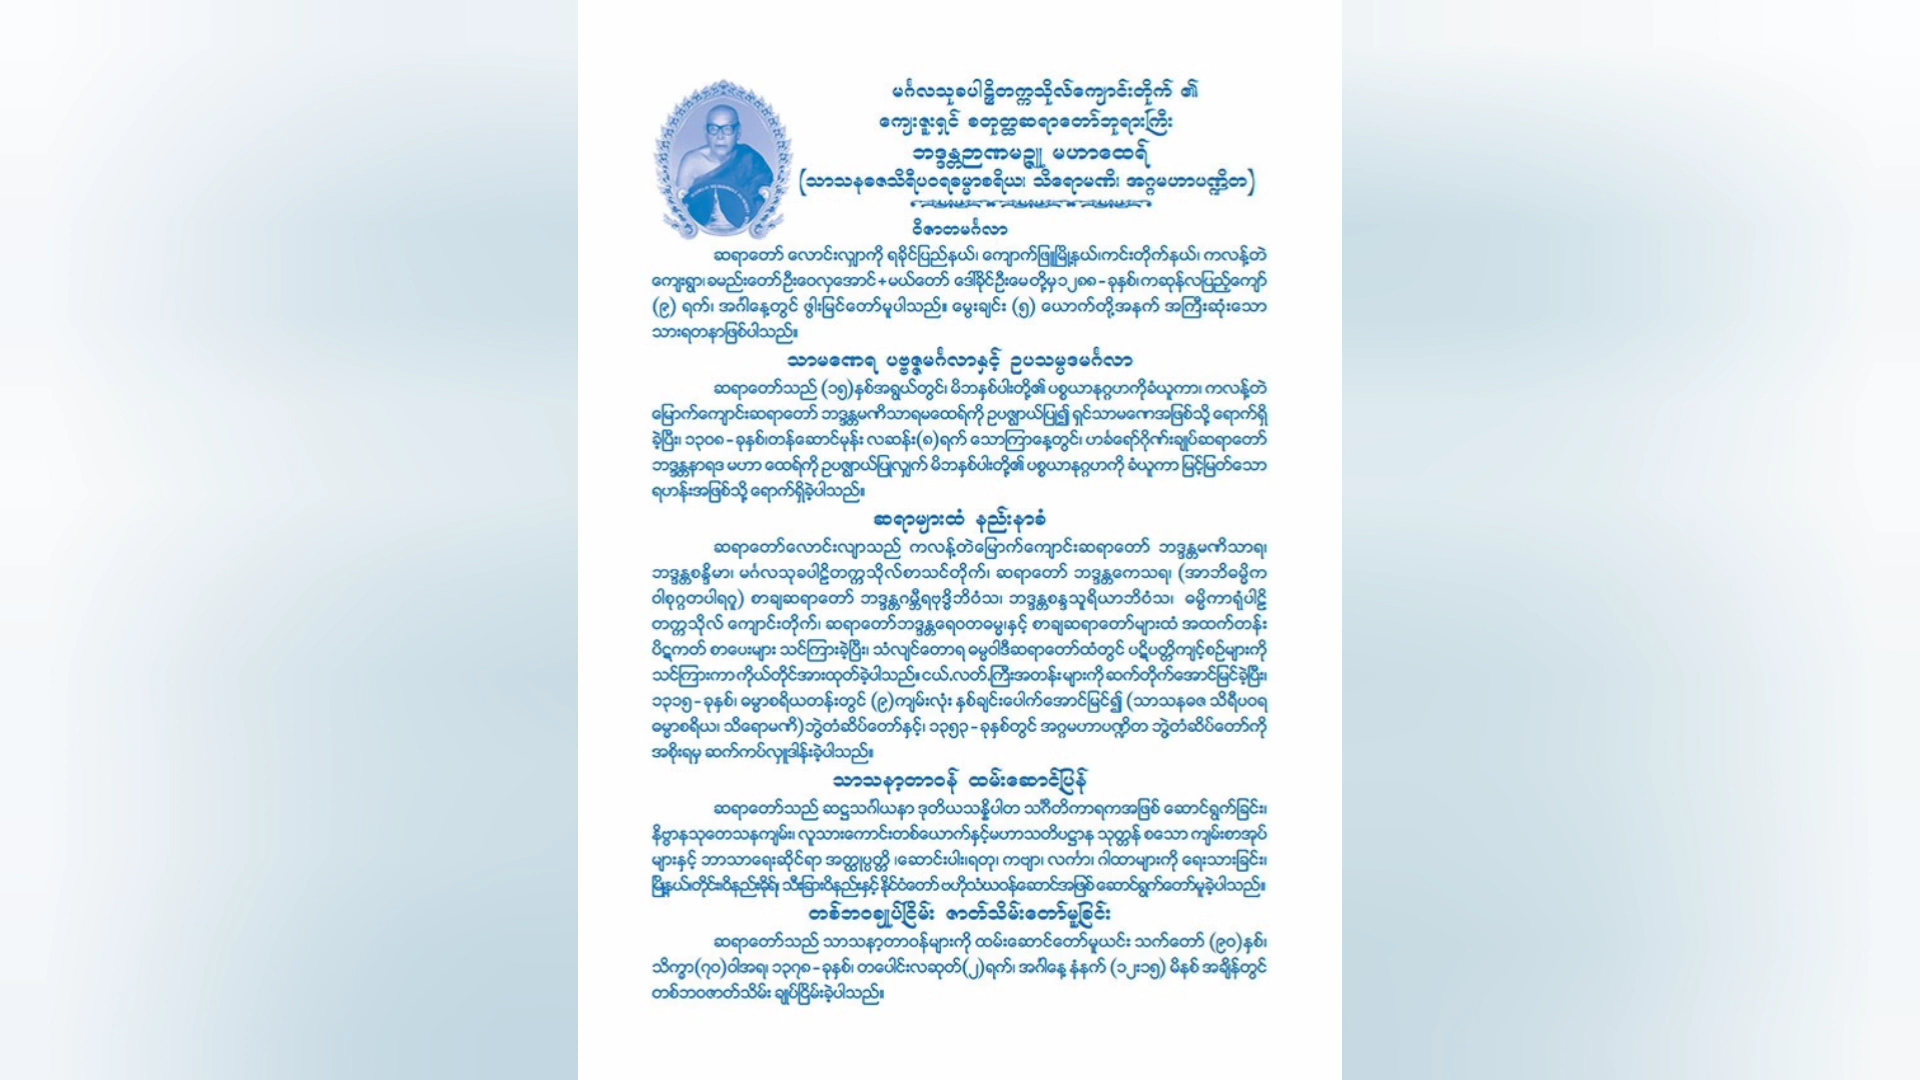 မင်္ဂလသုခပါဠိတက္ကသိုလ်ကျောင်းတိုက် ၏
ကျေးဇူးရှင် စတုတ္ထဆရာတော်ဘုရားကြီး
ဘဒ္ဒန္တဉာဏမဉ္ဇူ မဟာထေရ်
(သာသနဓဇသိရီပဝရဓမ္မာစရိယ၊ သိရောမဏိ၊ အဂ္ဂမဟာပဏ္ဍိတ)
ဝိဇာတမင်္ဂလာ
ဆရာတော် လောင်းလျှာကို ရခိုင်ပြည်နယ်၊ ကျောက်ဖြူမြို့နယ်၊ကင်းတိုက်နယ်၊ ကလန့်တဲ
ကျေးရွာ၊ ခမည်းတော်ဦးဝေလှအောင်+မယ်တော် ဒေါ်ခိုင်ဦးမေတို့မှ၁၂၈၈-ခုနှစ်၊ကဆုန်လပြည့်ကျော်
(၉) ရက်၊ အင်္ဂါနေ့တွင် ဖွါးမြင်တော်မူပါသည်။ မွေးချင်း (၅) ယောက်တို့အနက် အကြီးဆုံးသော
သားရတနာဖြစ်ပါသည်။
သာမဏေရ ပဗ္ဗဇ္ဇမင်္ဂလာနှင့် ဥပသမ္ပဒမင်္ဂလာ
ဆရာတော်သည် (၁၅)နှစ်အရွယ်တွင်၊ မိဘနှစ်ပါးတို့၏ ပစ္စယာနုဂ္ဂဟကိုခံယူကာ၊ ကလန့်တဲ
မြောက်ကျောင်းဆရာတော် ဘဒ္ဒန္တမဏိသာရမထေရ်ကို ဥပဇ္ဈာယ်ပြု၍ ရှင်သာမဏေအဖြစ်သို့ ရောက်ရှိ
ခဲ့ပြီး၊ ၁၃၀၈-ခုနှစ်၊တန်ဆောင်မုန်း လဆန်း(၈)ရက် သောကြာနေ့တွင်၊ ဟင်္ခရော်ဂိုဏ်းချုပ်ဆရာတော်
ဘဒ္ဒန္တနာရဒ မဟာ ထေရ်ကို ဥပဇ္ဈာယ်ပြုလျှက် မိဘနှစ်ပါးတို့၏ ပစ္စယာနုဂ္ဂဟကို ခံယူကာ မြင့်မြတ်သော
ရဟန်းအဖြစ်သို့ ရောက်ရှိခဲ့ပါသည်။
ဆရာများထံ နည်းနာခံ
ဆရာတော်လောင်းလျာသည် ကလန့်တဲမြောက်ကျောင်းဆရာတော် ဘဒ္ဒန္တမဏိသာရ၊
ဘဒ္ဒန္တစန္ဒိမာ၊ မင်္ဂလသုခပါဠိတက္ကသိုလ်စာသင်တိုက်၊ ဆရာတော် ဘဒ္ဒန္တကေသရ၊ (အာဘိဓမ္မိက
ဝါစုဂ္ဂတပါရဂူ) စာချဆရာတော် ဘဒ္ဒန္တဂမ္ဘီရဗုဒ္ဓိဘိဝံသ၊ ဘဒ္ဒန္တစန္ဒသူရိယာဘိဝံသ၊ ဓမ္မိကာရုံပါဠိ
တက္ကသိုလ် ကျောင်းတိုက်၊ ဆရာတော်ဘဒ္ဒန္တရေဝတဓမ္မ၊နှင့် စာချဆရာတော်များထံ အထက်တန်း
ပိဋကတ် စာပေးများ သင်ကြားခဲ့ပြီး၊ သံလျင်တောရ ဓမ္မဝါဒီဆရာတော်ထံတွင် ပဋိပတ္တိကျင့်စဉ်များကို
သင်ကြားကာ ကိုယ်တိုင်အားထုတ်ခဲ့ပါသည်။ ငယ်.လတ်.ကြီးအတန်းများကို ဆက်တိုက်အောင်မြင်ခဲ့ပြီး၊
၁၃၁၅-ခုနှစ်၊ ဓမ္မာစရိယတန်းတွင် (၉)ကျမ်းလုံး နှစ်ချင်းပေါက်အောင်မြင်၍ (သာသနဓဇ သိရီပဝရ
ဓမ္မာစရိယ၊ သိရောမဏိ)ဘွဲ့တံဆိပ်တော်နှင့်၊ ၁၃၅၃-ခုနှစ်တွင် အဂ္ဂမဟာပဏ္ဍိတ ဘွဲ့တံဆိပ်တော်ကို
အစိုးရမှ ဆက်ကပ်လှူဒါန်းခဲ့ပါသည်။
သာသနာ့တာဝန် ထမ်းဆောင်ပြန်
ဆရာတော်သည် ဆဋ္ဌသင်္ဂါယနာ ဒုတိယသန္နိပါတ သင်္ဂီတိကာရကအဖြစ် ဆောင်ရွက်ခြင်း၊
နိဗ္ဗာနသုတေသနကျမ်း၊ လူသားကောင်းတစ်ယောက်နှင့်မဟာသတိပဋ္ဌာန သုတ္တန် စသော ကျမ်းစာအုပ်
များနှင့် ဘာသာရေးဆိုင်ရာ အတ္ထုပ္ပတ္တိ ၊ဆောင်းပါး၊ရတု၊ ကဗျာ၊ လင်္ကာ၊ ဂါထာများကို ရေးသားခြင်း၊
မြို့နယ်၊တိုင်း၊ဝိနည်းဓိုရ်၊ သီးခြားဝိနည်းနှင့် နိုင်ငံတော် ဗဟိုသံဃဝန်ဆောင်အဖြစ် ဆောင်ရွက်တော်မူခဲ့ပါသည်။
တစ်ဘဝချုပ်ငြိမ်း ဇာတ်သိမ်းတော်မူခြင်း
ဆရာတော်သည် သာသနာ့တာဝန်များကို ထမ်းဆောင်တော်မူယင်း သက်တော် (၉၀)နှစ်၊
သိက္ခာ(၇၀)ဝါအရ၊ ၁၃၇၈-ခုနှစ်၊ တပေါင်းလဆုတ်(၂)ရက်၊ အင်္ဂါနေ့ နံနက် (၁၂း၁၅) မိနစ် အချိန်တွင်
တစ်ဘဝဇာတ်သိမ်း ချုပ်ငြိမ်းခဲ့ပါသည်။